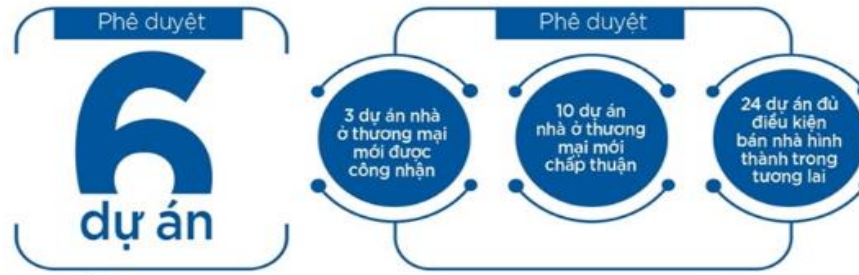 Phê duyệt
6
dự án
Phê duyệt
3 dự án nhà
ở thương mại
mới được
công nhận
10 dự án
nhà ở thương
mại mới
chấp thuận
24 dự án đủ
điều kiện
bán nhà hình
thành trong
tương lai